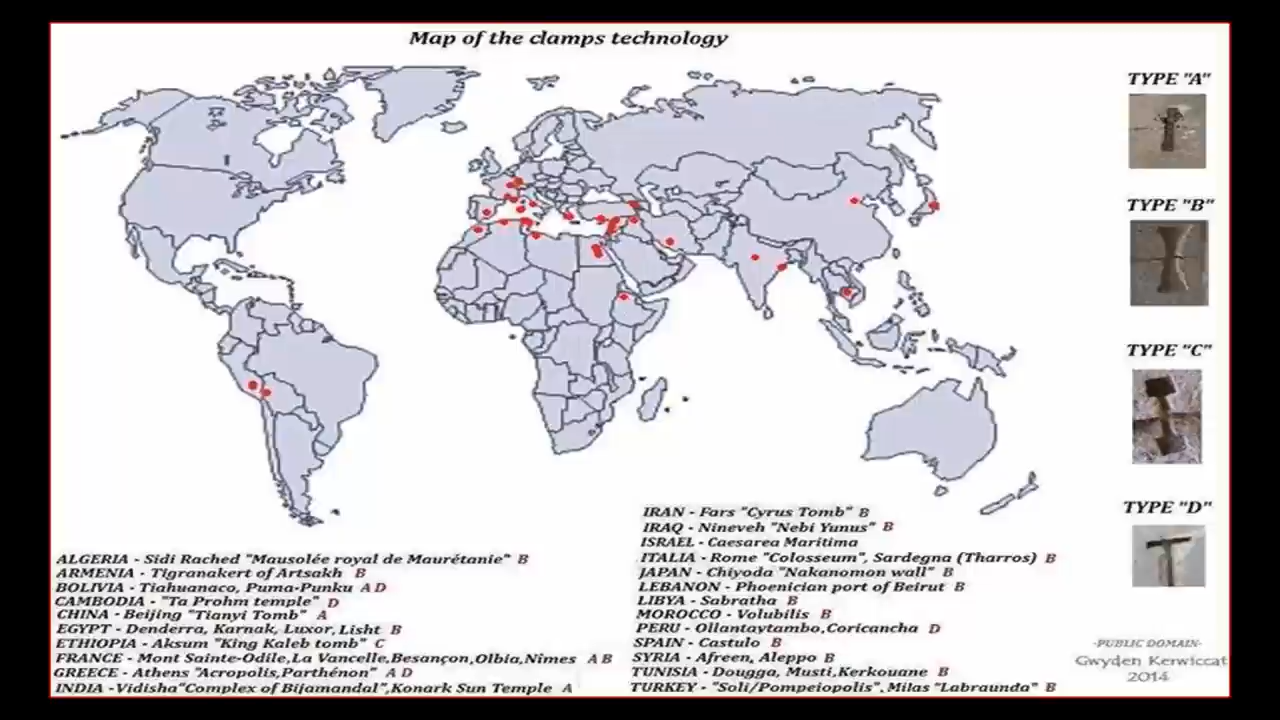 Map of the clamps technology
TYPE "A"
TYPE "B"
TYPE "C"
TYPE "D"
ALGERIA - Sidi Rached "Mausolée royal de Maurétanie" B
ARMENIA - Tigranakert of Artsakh B
BOLIVIA - Tiahuanaco, Puma-Punku A D
CAMBODIA - "Ta Prohm temple" D
CHINA - Beijing "Tianyi Tomb" A
EGYPT - Denderra, Karnak, Luxor, Lisht B
ETHIOPIA - Aksum "King Kaleb tomb" C
FRANCE - Mont Sainte-Odile,La Vancelle,Besançon,Olbia,Nîmes A B
GREECE - Athens "Acropolis,Parthénon" A D
INDIA -Vidisha"Complex of Bijamandal",Konark Sun Temple A
IRAN - Fars "Cyrus Tomb" B
IRAQ - Nineveh "Nebi Yunus" B
ISRAEL - Caesarea Maritima
ITALIA - Rome "Colosseum", Sardegna (Tharros) B
JAPAN - Chiyoda "Nakanomon wall" B
LEBANON - Phoenician port of Beirut B
LIBYA - Sabratha B
MOROCCO - Volubilis B
PERU - Ollantaytambo,Coricancha D
SPAIN - Castulo B
SYRIA - Afreen, Aleppo B
TUNISIA - Dougga, Musti,Kerkouane B
TURKEY - "Soli/Pompeiopolis", Milas "Labraunda" B
-PUBLIC DOMAIN-
Gwyden Kerwiccat
2014